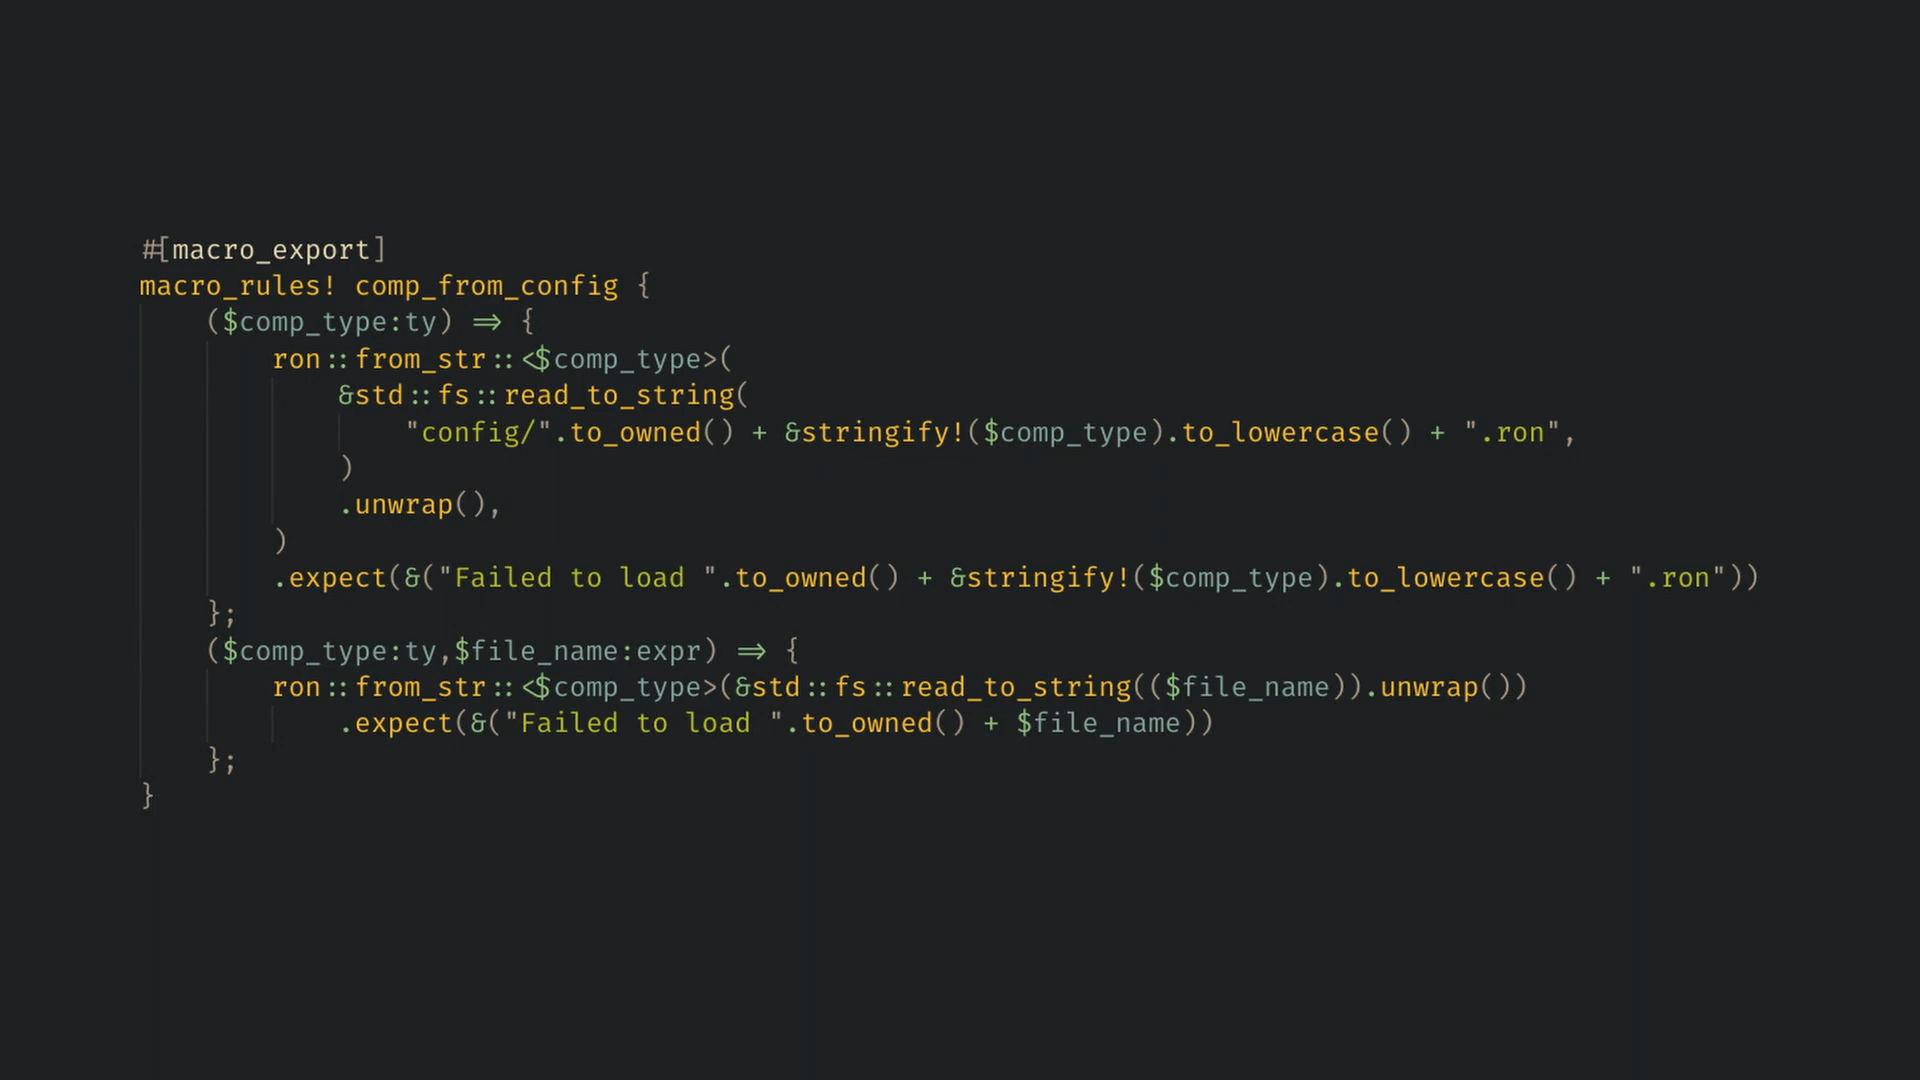 #[macro_export]
macro_rules! comp_from_config {
    ($comp_type:ty) => {
        ron::from_str::<$comp_type>(
            &std::fs::read_to_string(
                "config/".to_owned() + &stringify!($comp_type).to_lowercase() + ".ron",
            )
            .unwrap(),
        )
        .expect(&("Failed to load ".to_owned() + &stringify!($comp_type).to_lowercase() + ".ron"))
    };
    ($comp_type:ty,$file_name:expr) => {
        ron::from_str::<$comp_type>(&std::fs::read_to_string(($file_name)).unwrap())
            .expect(&("Failed to load ".to_owned() + $file_name))
    };
}